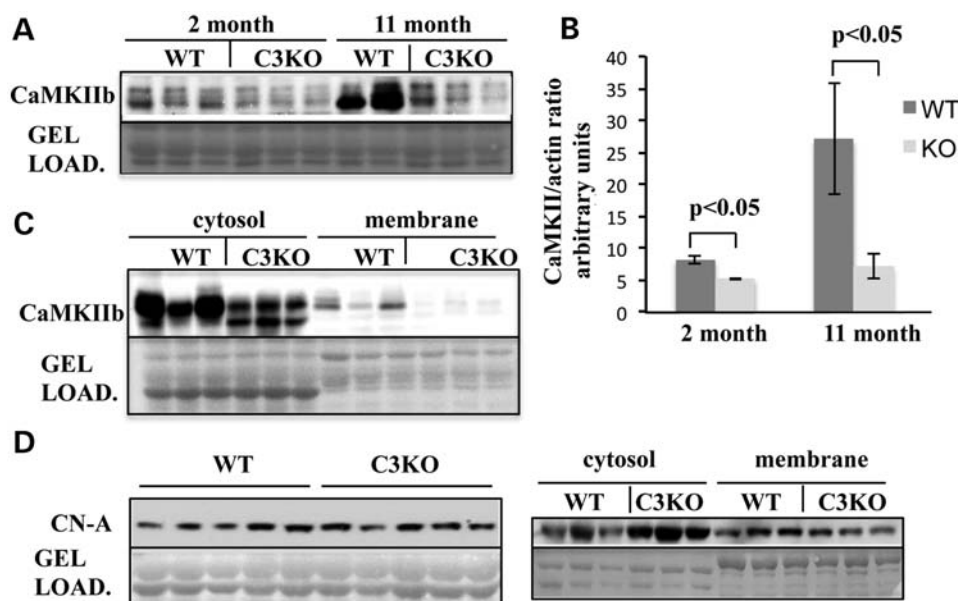 A
2 month 11 month
WT C3KO WT C3KO
CaMKIIb
GEL
LOAD.
B
CaMKII/actin ratio
arbitrary units
40
35
30
25
20
15
10
5
0
p<0.05
p<0.05
WT
KO
2 month 11 month
C
cytosol membrane
WT C3KO WT C3KO
CaMKIIb
GEL
LOAD.
D
WT C3KO
CN-A
GEL
LOAD.
cytosol membrane
WT C3KO WT C3KO